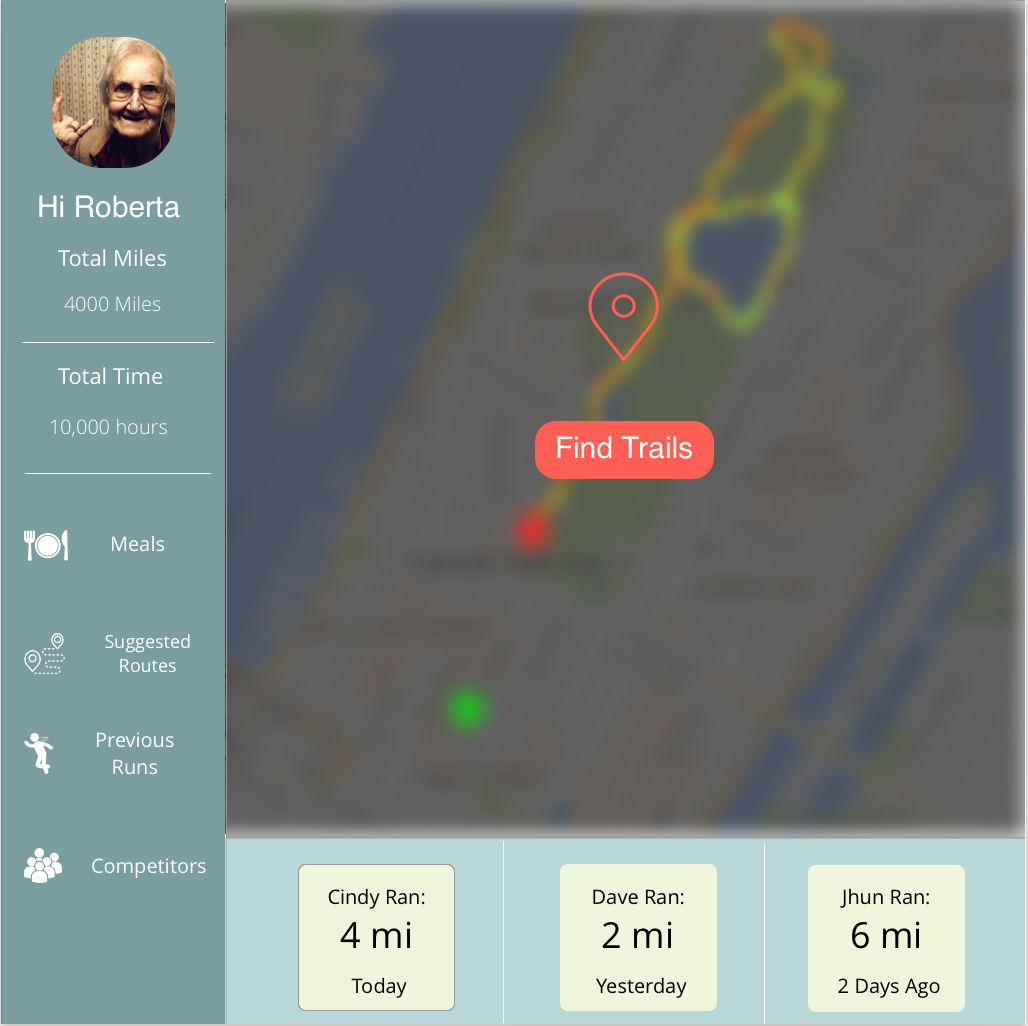 Hi Roberta
Total Miles
4000 Miles
Total Time
10,000 hours
Meals
Suggested
Routes
Previous
Runs
Competitors
Find Trails
Cindy Ran:
4 mi
Today
Dave Ran:
2 mi
Yesterday
Jhun Ran:
6 mi
2 Days Ago